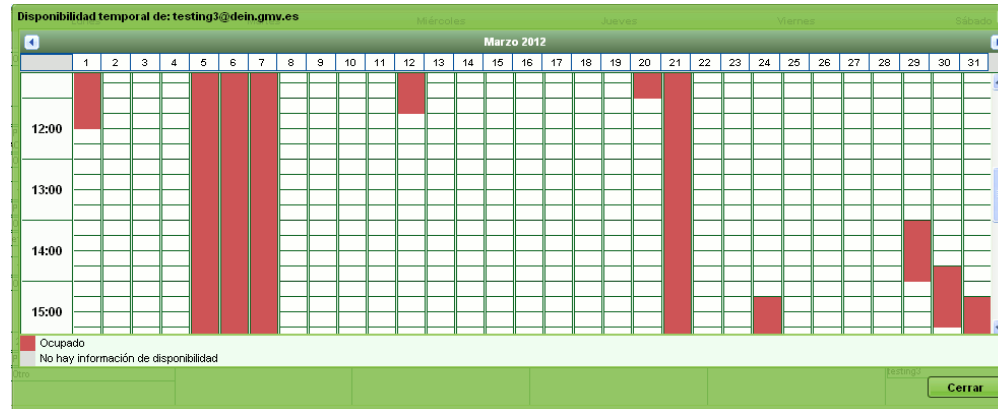 Disponibilidad temporal de: testing3@dein.gmv.es
Miércoles Jueves Viernes Sábado
Marzo 2012
1 2 3 4 5 6 7 8 9 10 11 12 13 14 15 16 17 18 19 20 21 22 23 24 25 26 27 28 29 30 31
12:00
13:00
14:00
15:00
Ocupado
No hay información de disponibilidad
Otro testing3
Cerrar